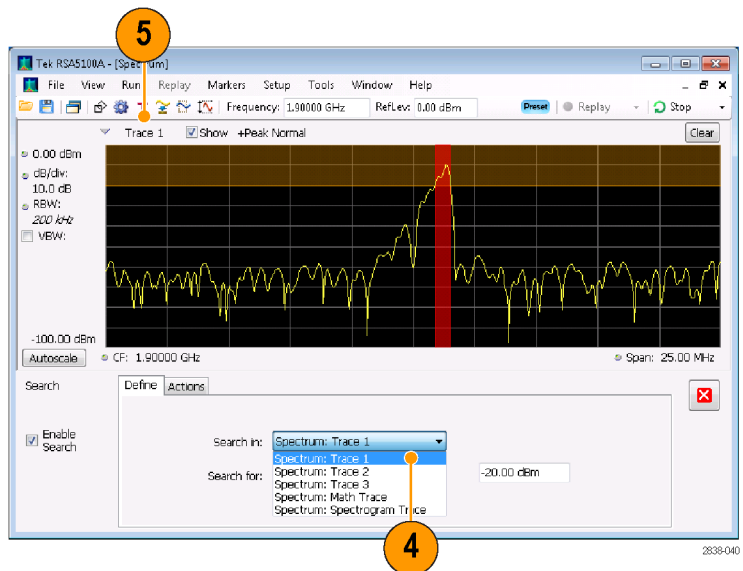 5
Tek RSA5100A - [Spectrum]
File View Run Replay Markers Setup Tools Window Help
Frequency: 1.90000 GHz RefLev: 0.00 dBm Preset Replay Stop
Trace 1 Show +Peak Normal Clear
0.00 dBm
dB/div:
10.0 dB
RBW:
200 kHz
VBW:
-100.00 dBm
Autoscale CF: 1.90000 GHz Span: 25.00 MHz
Search Define Actions
Enable
Search
Search in: Spectrum: Trace 1
Spectrum: Trace 1
Search for: Spectrum: Trace 2 -20.00 dBm
Spectrum: Trace 3
Spectrum: Math Trace
Spectrum: Spectrogram Trace
4
2838-040